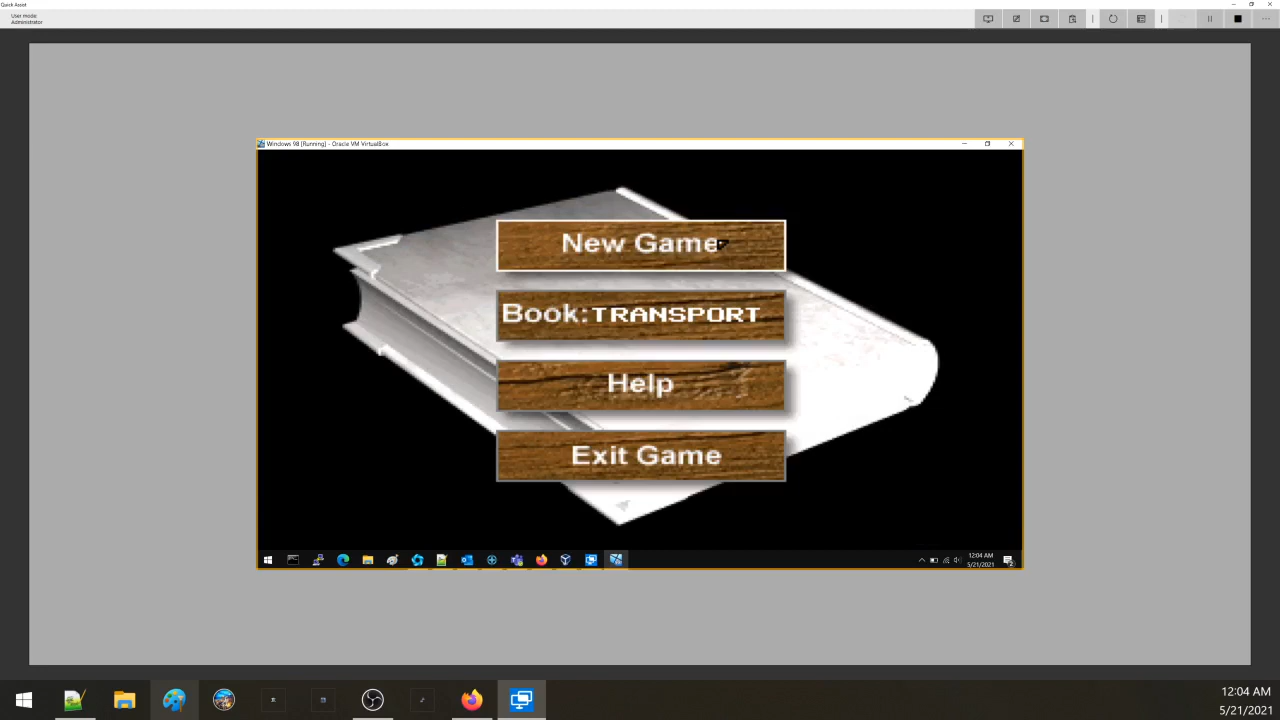 Quick Assist
User mode:
Administrator
Windows 98 [Running] - Oracle VM VirtualBox
New Game
Book:TRANSPORT
Help
Exit Game
12:04 AM
5/21/2021
12:04 AM
5/21/2021